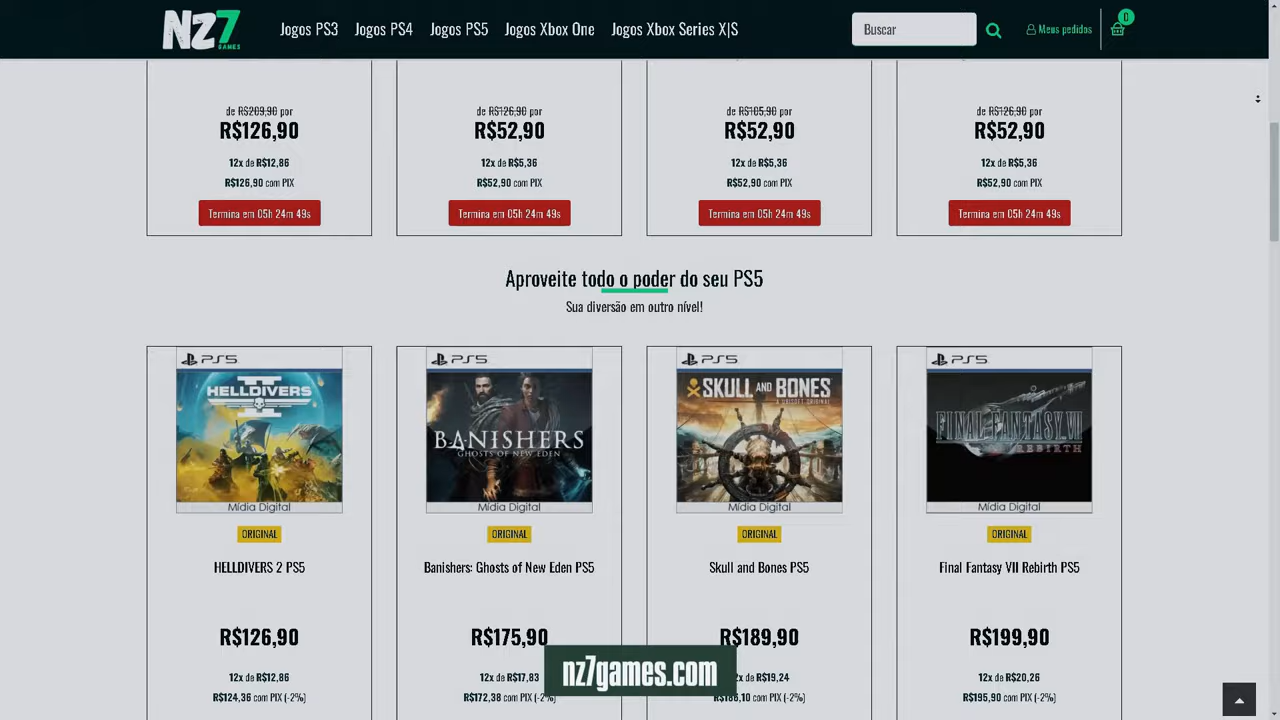 NZ7 GAMES
Jogos PS3 Jogos PS4 Jogos PS5 Jogos Xbox One Jogos Xbox Series X|S
Buscar
Meus pedidos
0
de R$209,90 por
R$126,90
12x de R$12,86
R$126,90 com PIX
Termina em 05h 24m 49s
de R$126,90 por
R$52,90
12x de R$5,36
R$52,90 com PIX
Termina em 05h 24m 49s
de R$105,90 por
R$52,90
12x de R$5,36
R$52,90 com PIX
Termina em 05h 24m 49s
de R$126,90 por
R$52,90
12x de R$5,36
R$52,90 com PIX
Termina em 05h 24m 49s
Aproveite todo o poder do seu PS5
Sua diversão em outro nível!
PS5
HELLDIVERS II
Mídia Digital
ORIGINAL
HELLDIVERS 2 PS5
R$126,90
12x de R$12,86
R$124,36 com PIX (-2%)
PS5
BANISHERS
GHOSTS OF NEW EDEN
Mídia Digital
ORIGINAL
Banishers: Ghosts of New Eden PS5
R$175,90
12x de R$17,83
R$172,38 com PIX (-2%)
PS5
SKULL AND BONES
A UBISOFT ORIGINAL
Mídia Digital
ORIGINAL
Skull and Bones PS5
R$189,90
12x de R$19,24
com PIX (-2%)
PS5
FINAL FANTASY VII
REBIRTH
Mídia Digital
ORIGINAL
Final Fantasy VII Rebirth PS5
R$199,90
12x de R$20,26
R$195,90 com PIX (-2%)
nz7games.com